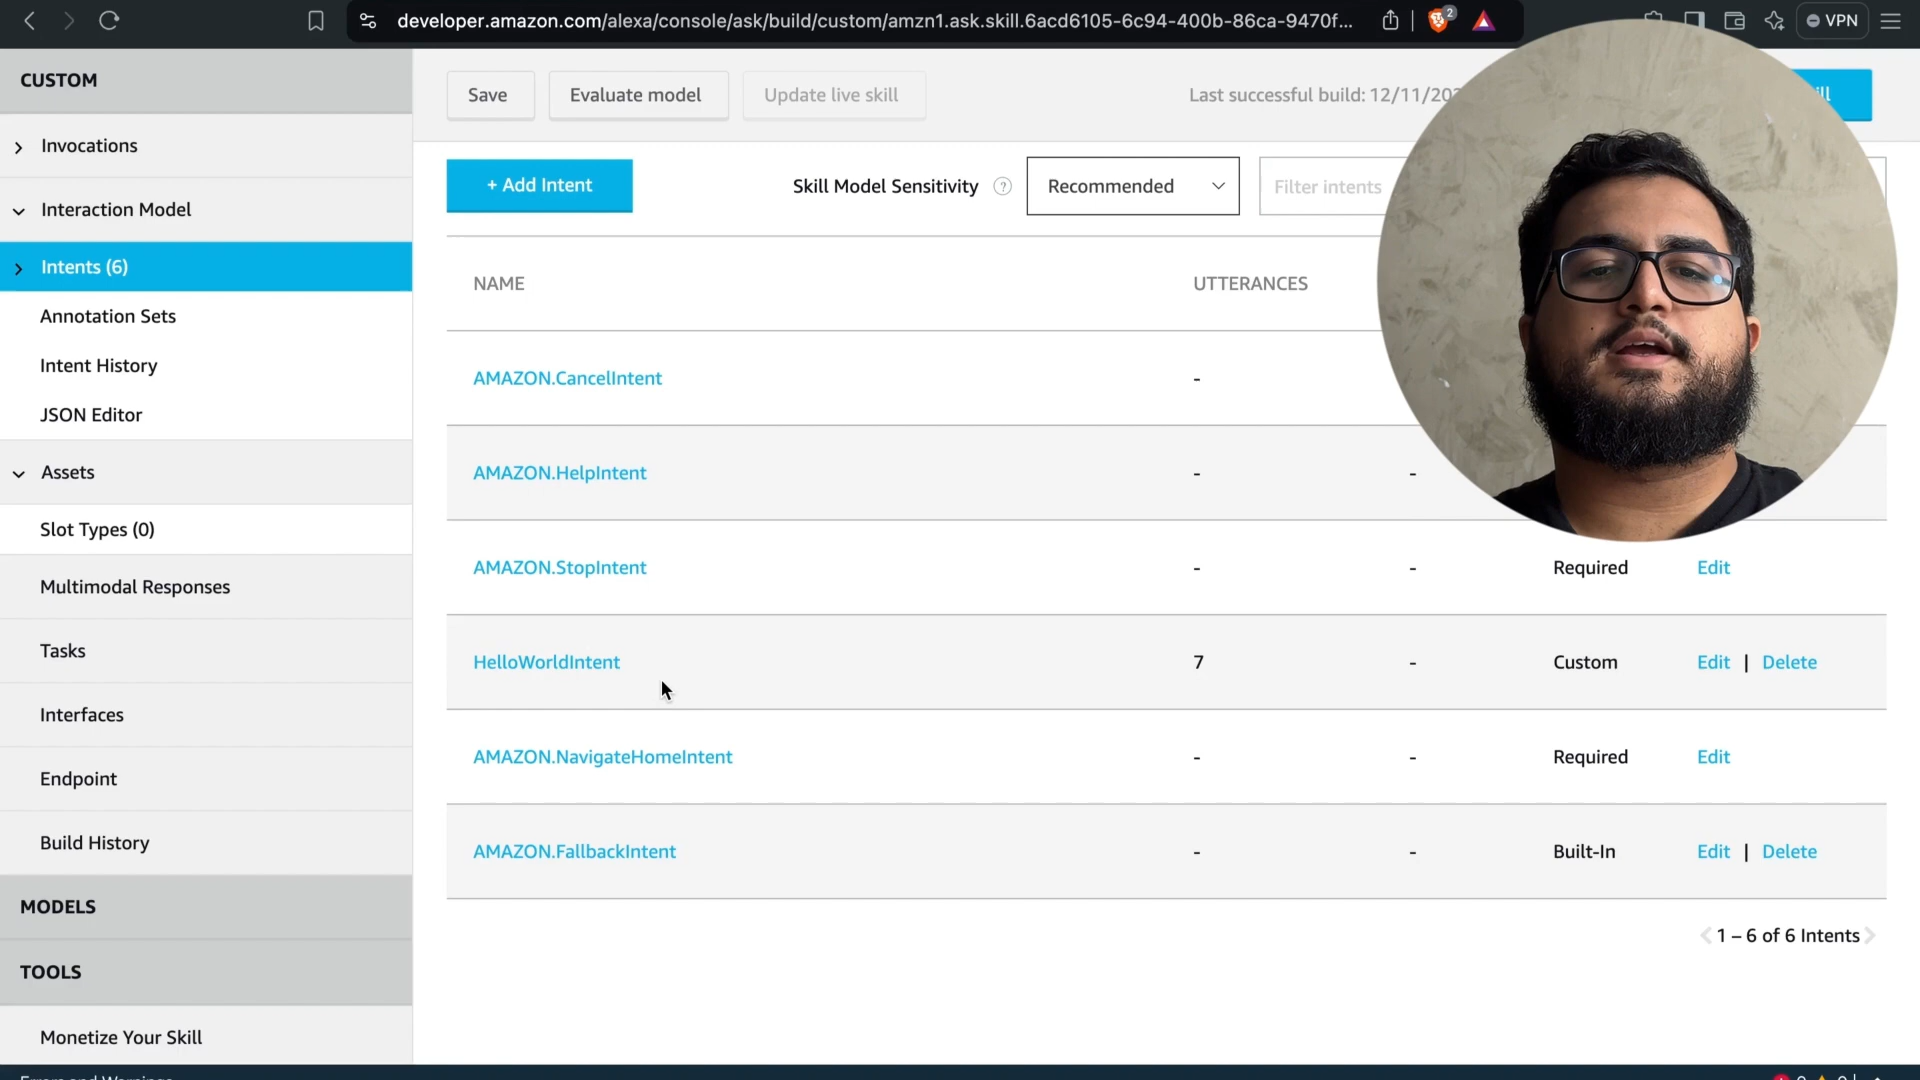 developer.amazon.com/alexa/console/ask/build/custom/amzn1.ask.skill.6acd6105-6c94-400b-86ca-9470f...
2
VPN
CUSTOM
Save
Evaluate model
Update live skill
Last successful build: 12/11/20
Invocations
+ Add Intent
Skill Model Sensitivity
?
Recommended
Filter intents
Interaction Model
Intents (6)
NAME
UTTERANCES
Annotation Sets
Intent History
AMAZON.CancelIntent
-
JSON Editor
Assets
AMAZON.HelpIntent
-
-
Slot Types (0)
AMAZON.StopIntent
-
-
Required
Edit
Multimodal Responses
Tasks
HelloWorldIntent
7
-
Custom
Edit | Delete
Interfaces
AMAZON.NavigateHomeIntent
-
-
Required
Edit
Endpoint
Build History
AMAZON.FallbackIntent
-
-
Built-In
Edit | Delete
MODELS
1 – 6 of 6 Intents
TOOLS
Monetize Your Skill